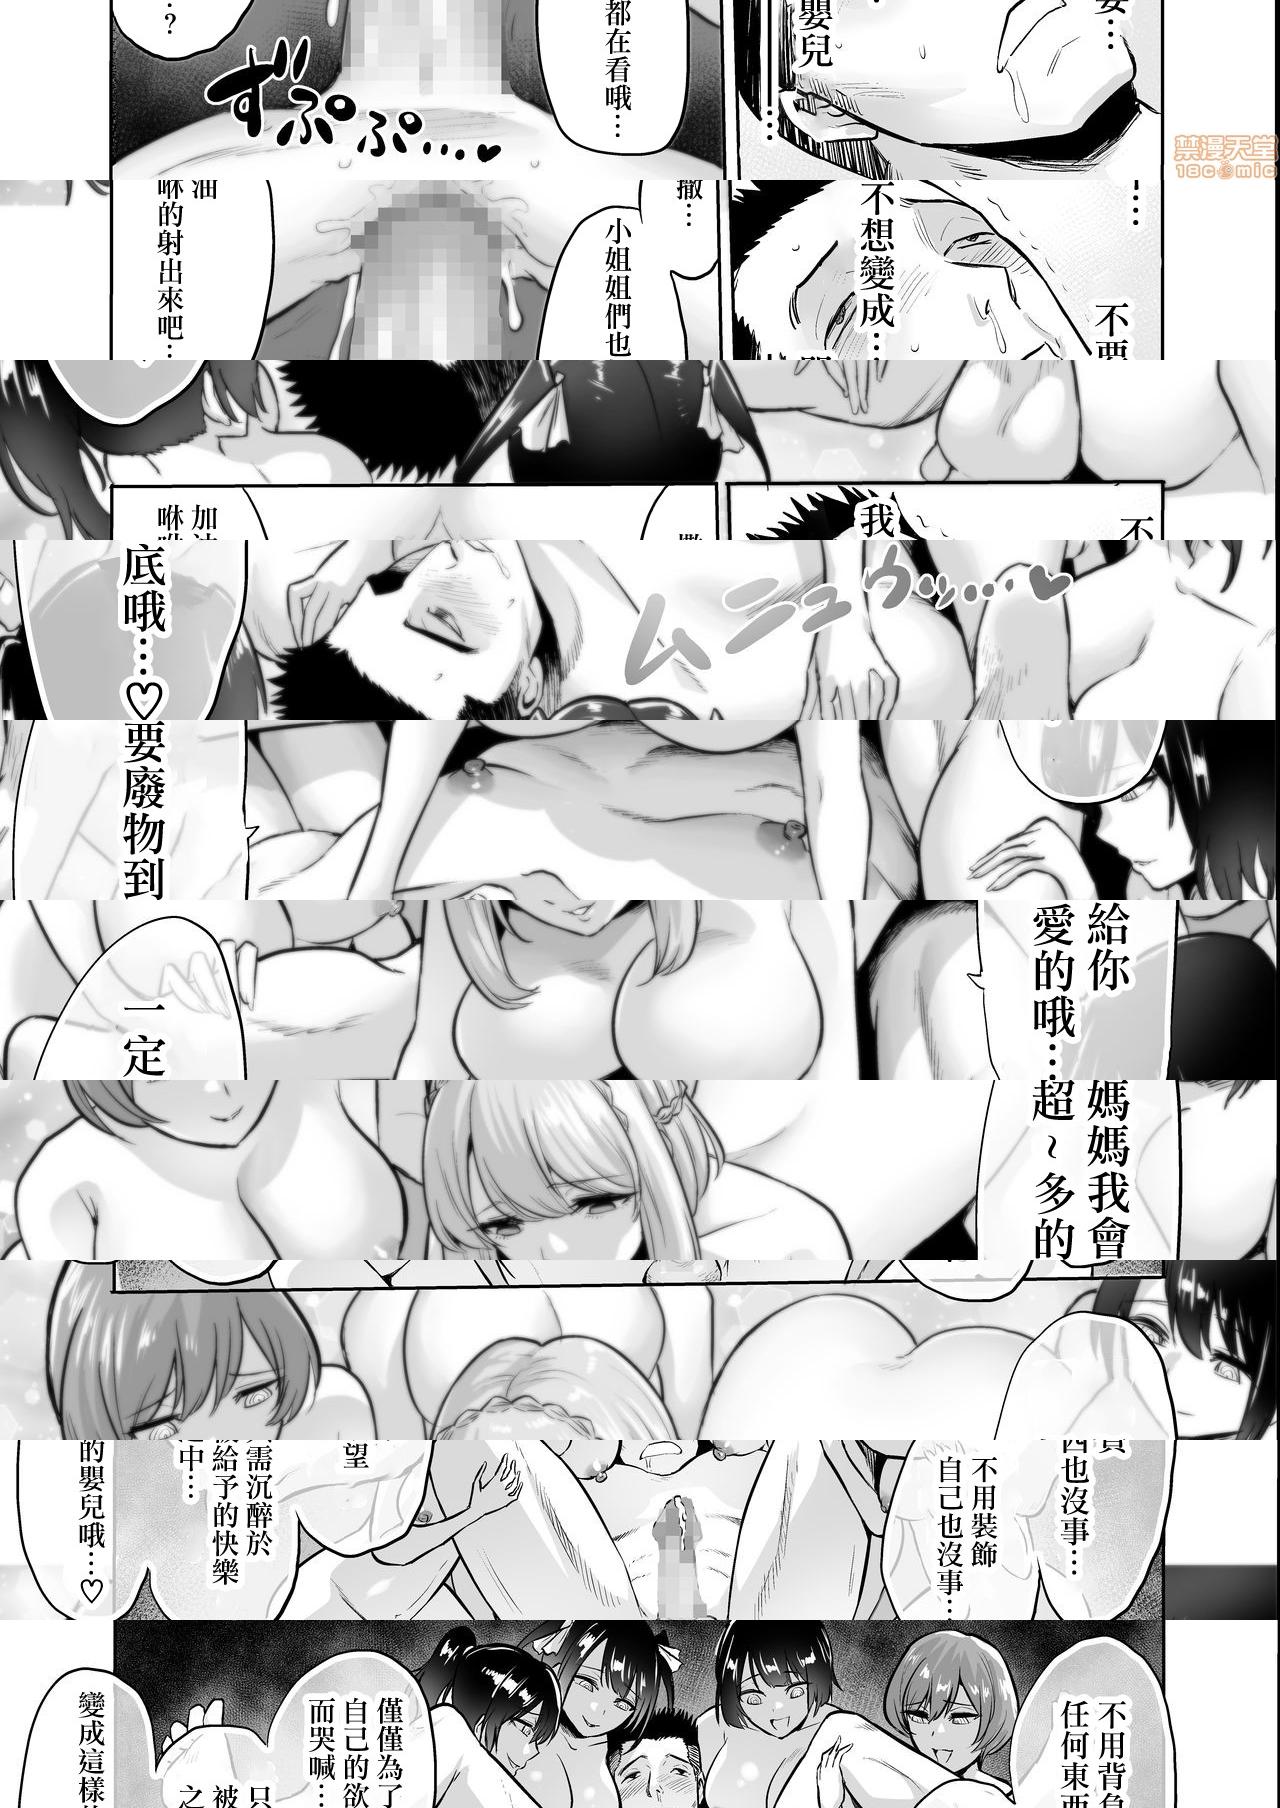 嬰兒
…
都在看哦…
ずぷぷぷ…♥
…?
禁漫天堂
18comic
……
不要
不想變成…
撒…
小姐姐們也
油
咻的射出來吧…
不
我
加
咻
ムニュウッ…♥
底哦…♡
要廢物到
給你
愛的哦…
一定
媽媽我會
超~多的
西也沒事…
不用裝飾
自己也沒事…
望
需沉醉於
給予的快樂
中…
的嬰兒哦…♡
不用背負
任何東西
僅僅為了
自己的欲
而哭喊…
只
被
之
變成這樣